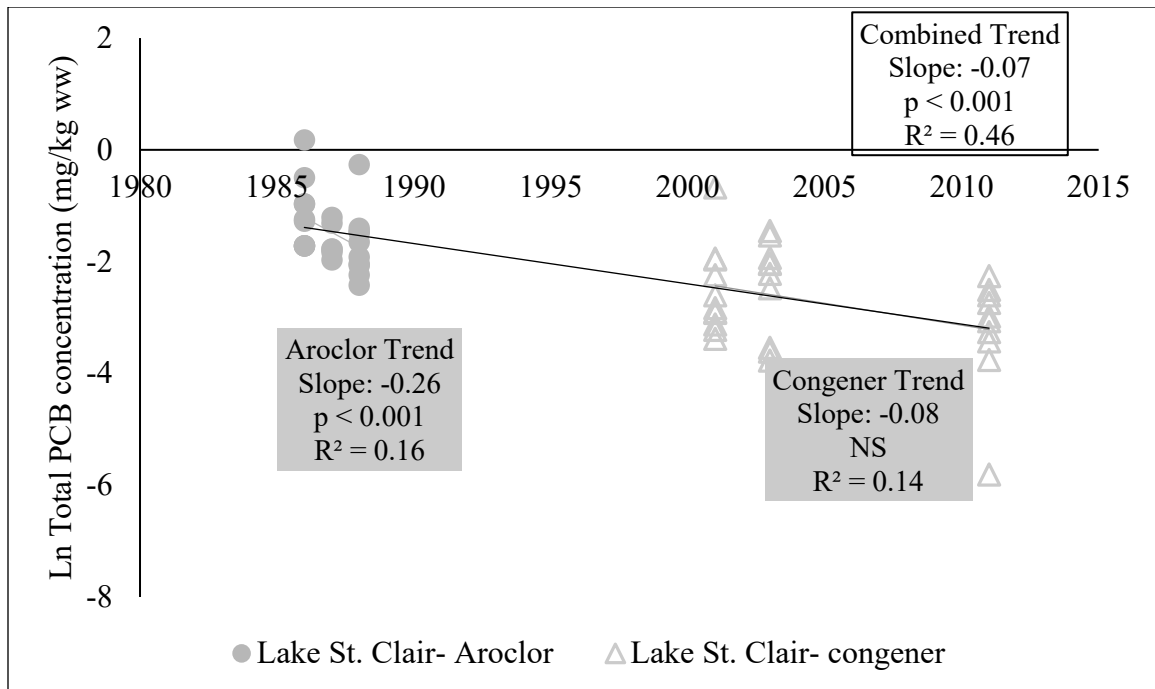 Ln Total PCB concentration (mg/kg ww)
2
0
-2
-4
-6
-8
1980
1985
1990
1995
2000
2005
2010
2015
Combined Trend
Slope: -0.07
p < 0.001
R² = 0.46
Aroclor Trend
Slope: -0.26
p < 0.001
R² = 0.16
Congener Trend
Slope: -0.08
NS
R² = 0.14
Lake St. Clair- Aroclor
Lake St. Clair- congener